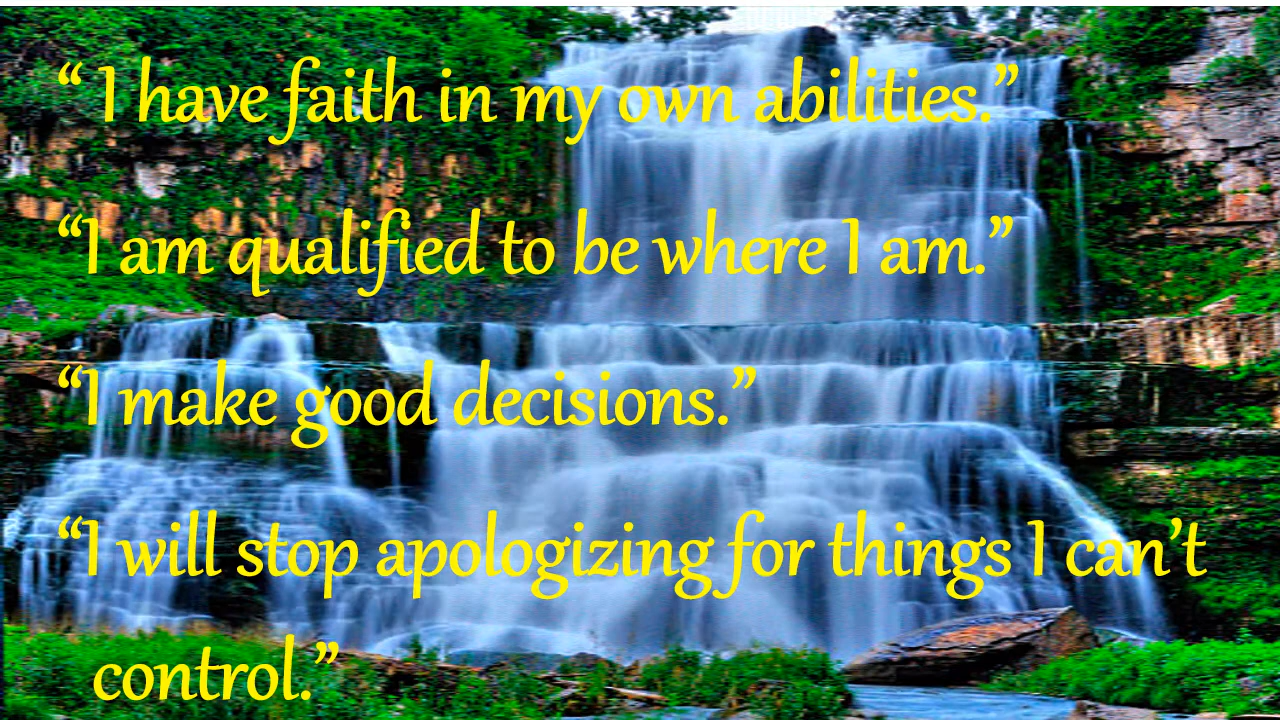 “ I have faith in my own abilities.”
“I am qualified to be where I am.”
“I make good decisions.”
“I will stop apologizing for things I can’t
control.”